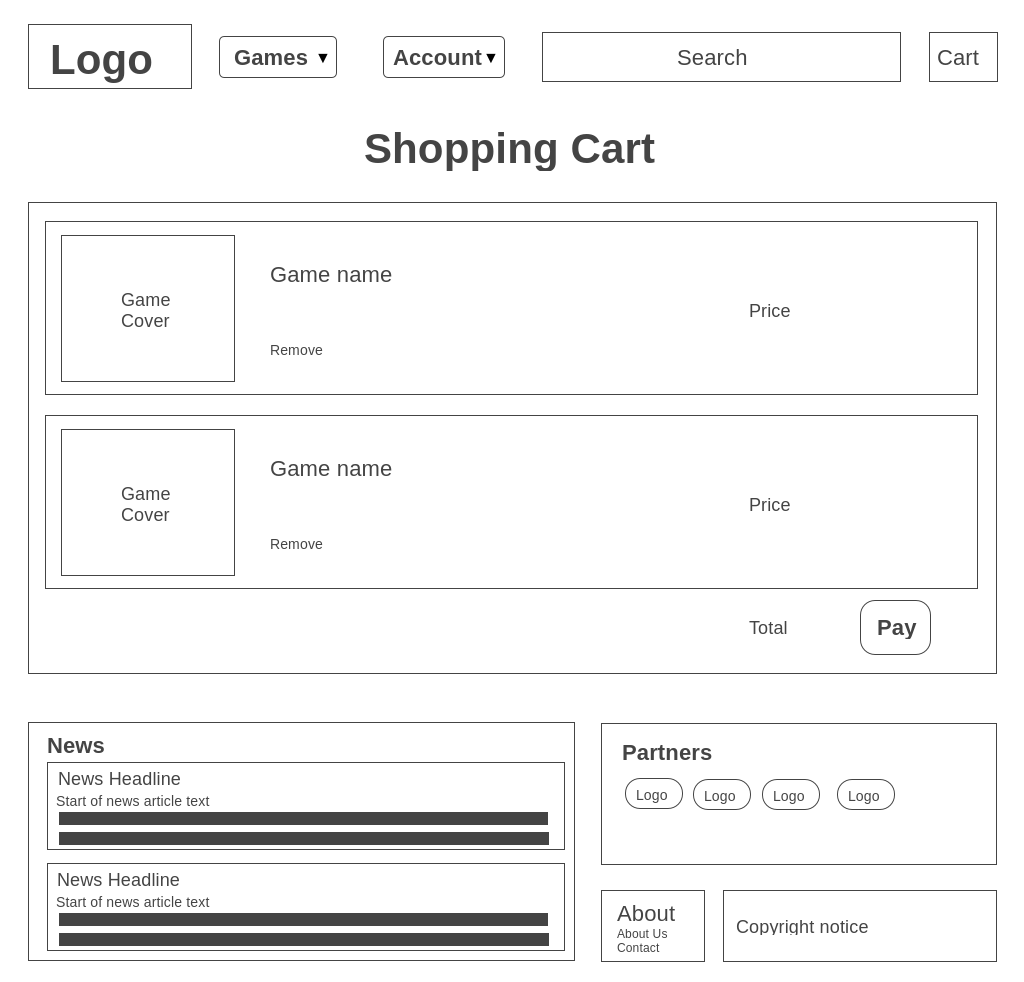 Logo
Games ▼
Account ▼
Search
Cart
Shopping Cart
Game
Cover
Game name
Remove
Price
Game
Cover
Game name
Remove
Price
Total
Pay
News
News Headline
Start of news article text
News Headline
Start of news article text
Partners
Logo
Logo
Logo
Logo
About
About Us
Contact
Copyright notice